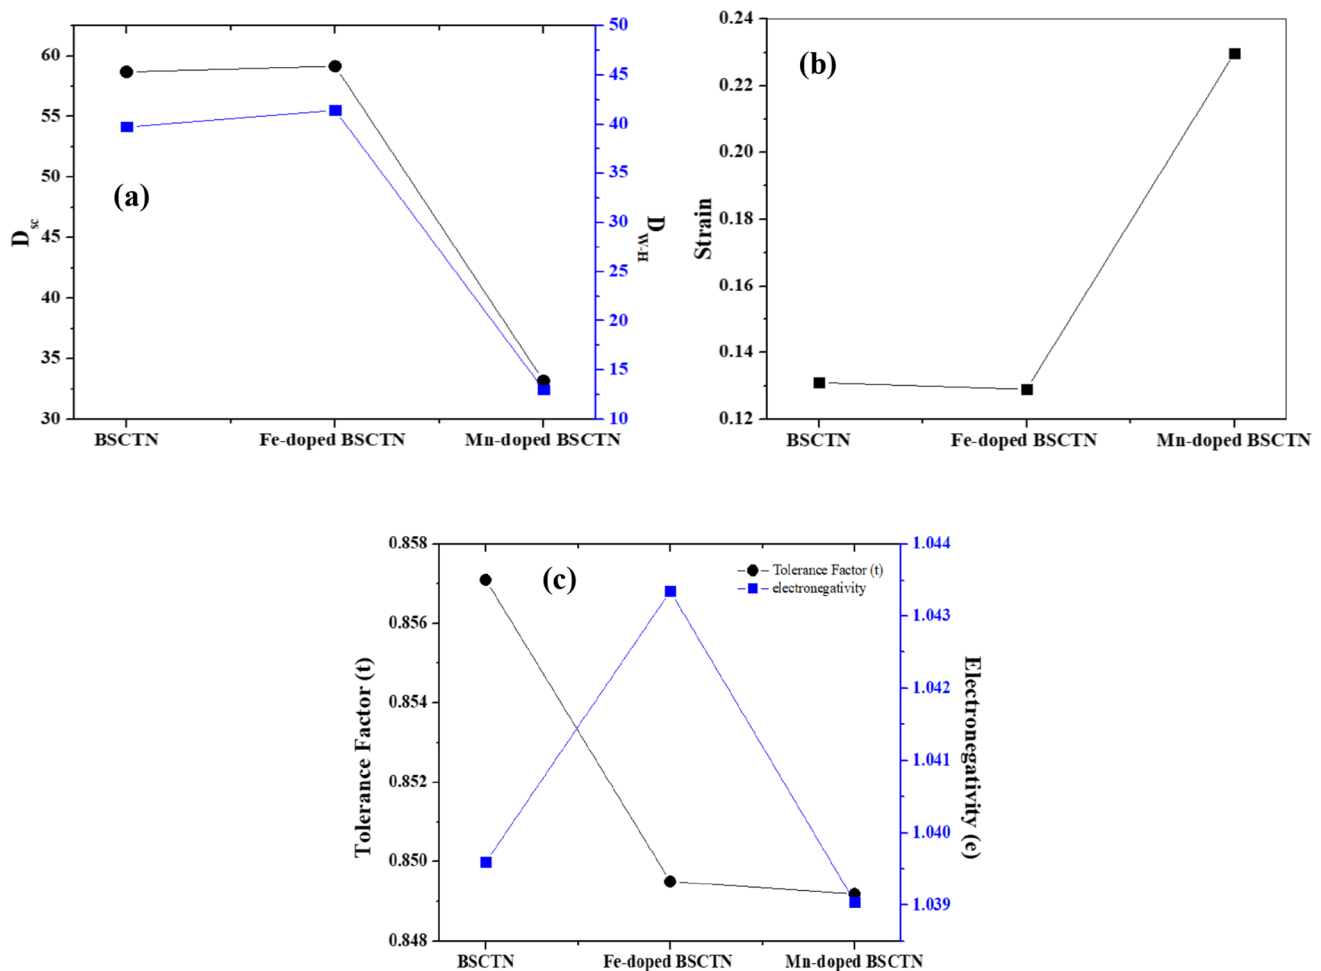 (a)
60
55
50
45
40
35
30
D_sc
50
45
40
35
30
25
20
15
10
D_W-H
BSCTN Fe-doped BSCTN Mn-doped BSCTN
(b)
0.24
0.22
0.20
0.18
0.16
0.14
0.12
Strain
BSCTN Fe-doped BSCTN Mn-doped BSCTN
(c)
Tolerance Factor (t)
electronegativity
0.858
0.856
0.854
0.852
0.850
0.848
Tolerance Factor (t)
1.044
1.043
1.042
1.041
1.040
1.039
Electronegativity (e)
BSCTN Fe-doped BSCTN Mn-doped BSCTN